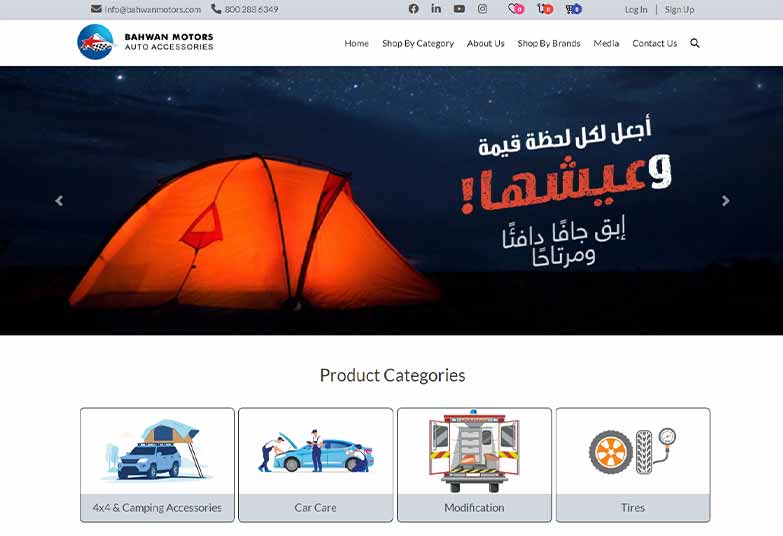 info@bahwanmotors.com 800 288 6349 0 0 0 Log In | Sign Up
BAHWAN MOTORS
AUTO ACCESSORIES
Home Shop By Category About Us Shop By Brands Media Contact Us
أجعل لكل لحظة قيمة
وعيشها!
إبق جافًا دافئًا
ومرتاحًا
Product Categories
4x4 & Camping Accessories Car Care Modification Tires